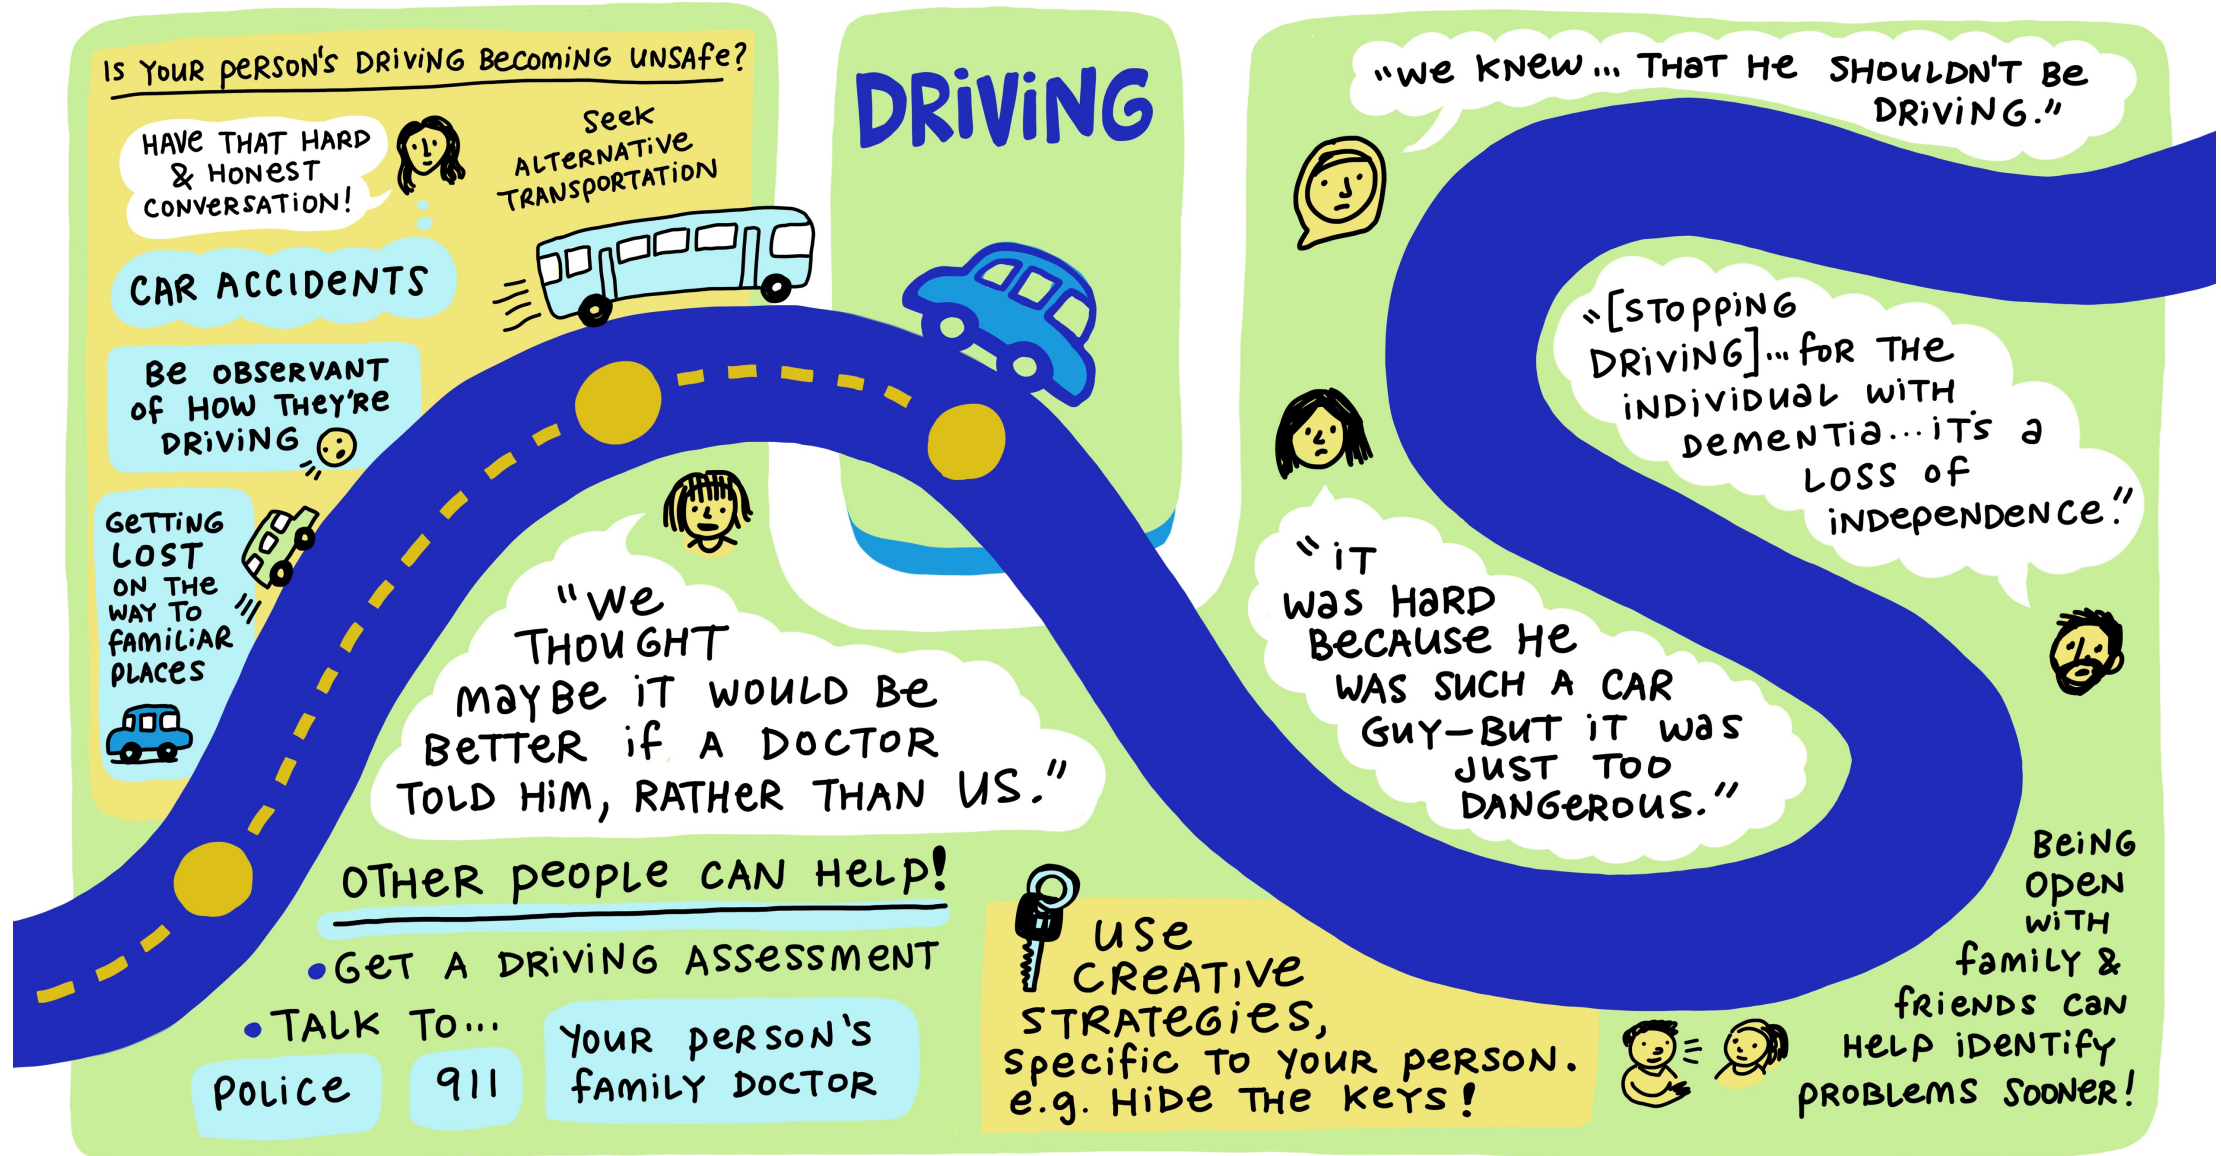 IS YOUR PERSON'S DRIVING BECOMING UNSAFE?
HAVE THAT HARD
& HONEST
CONVERSATION!
SEEK
ALTERNATIVE
TRANSPORTATION
CAR ACCIDENTS
BE OBSERVANT
OF HOW THEY'RE
DRIVING
GETTING
LOST
ON THE
WAY TO
FAMILIAR
PLACES
DRIVING
"WE
THOUGHT
MAYBE IT WOULD BE
BETTER IF A DOCTOR
TOLD HIM, RATHER THAN US."
OTHER PEOPLE CAN HELP!
• GET A DRIVING ASSESSMENT
• TALK TO...
POLICE
911
YOUR PERSON'S
FAMILY DOCTOR
USE
CREATIVE
STRATEGIES,
SPECIFIC TO YOUR PERSON.
e.g. HIDE THE KEYS!
"WE KNEW... THAT HE SHOULDN'T BE
DRIVING."
"[STOPPING
DRIVING]... FOR THE
INDIVIDUAL WITH
DEMENTIA... IT'S A
LOSS OF
INDEPENDENCE."
"IT
WAS HARD
BECAUSE HE
WAS SUCH A CAR
GUY—BUT IT WAS
JUST TOO
DANGEROUS."
BEING
OPEN
WITH
FAMILY &
FRIENDS CAN
HELP IDENTIFY
PROBLEMS SOONER!